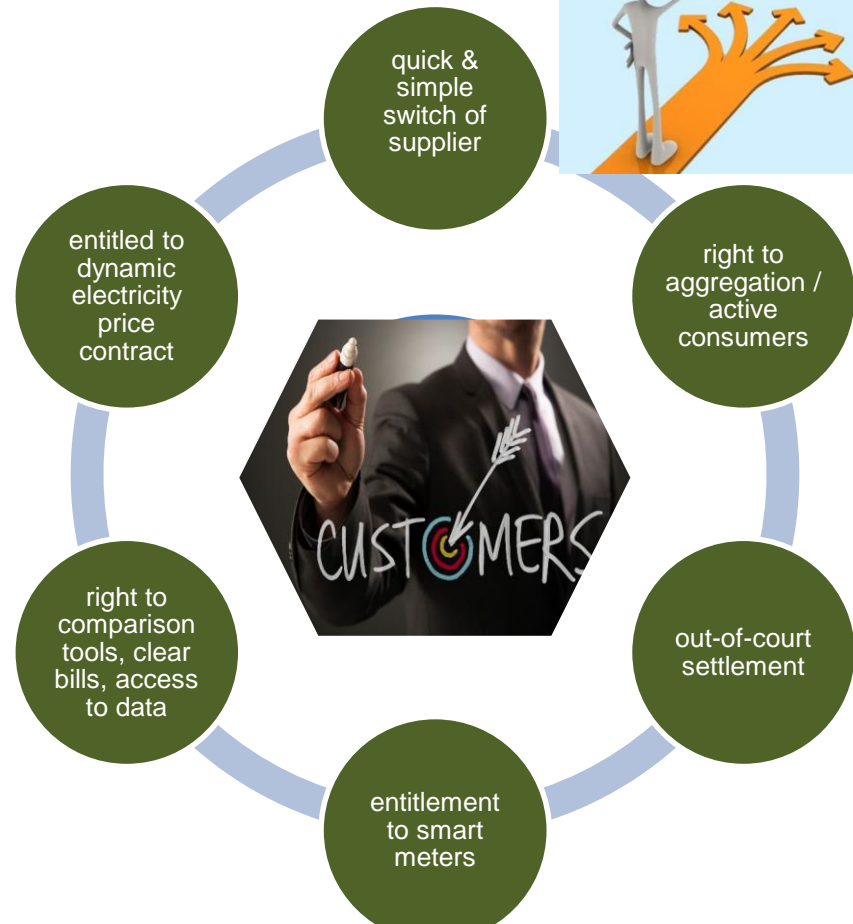 quick &
simple
switch of
supplier
right to
aggregation /
active
consumers
out-of-court
settlement
entitlement
to smart
meters
right to
comparison
tools, clear
bills, access
to data
entitled to
dynamic
electricity
price
contract
CUSTOMERS